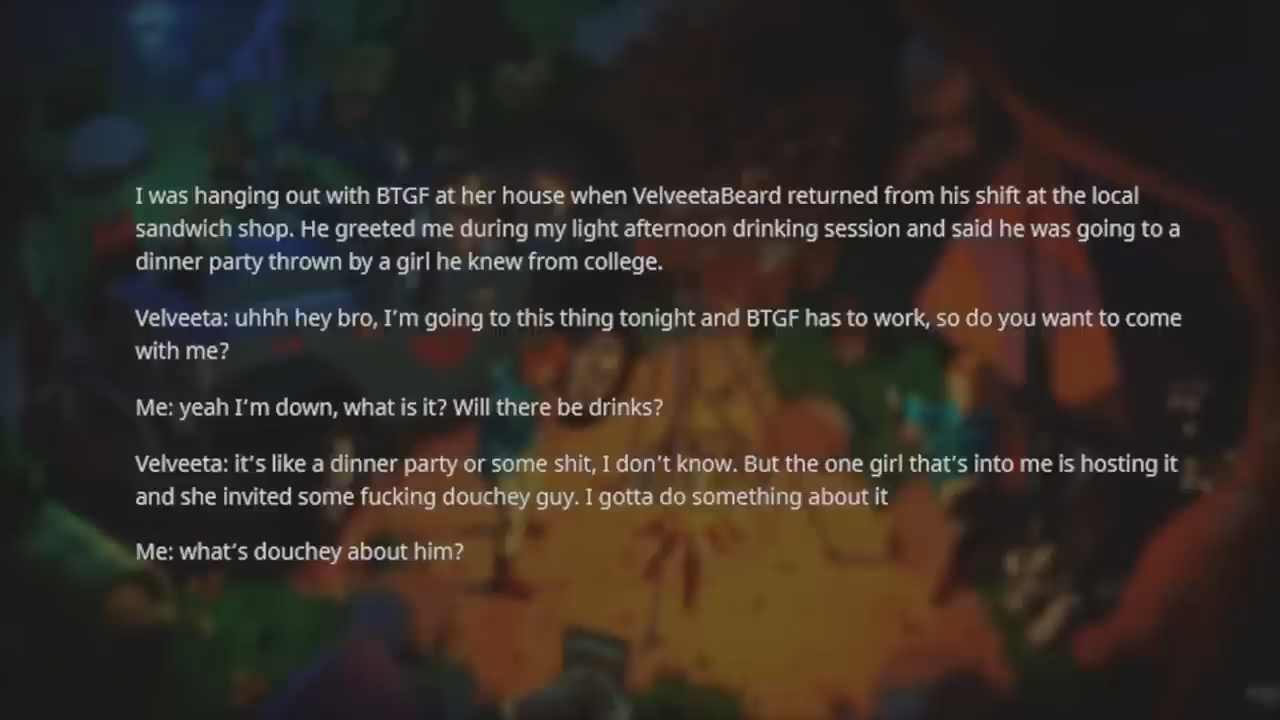 I was hanging out with BTGF at her house when VelveetaBeard returned from his shift at the local
sandwich shop. He greeted me during my light afternoon drinking session and said he was going to a
dinner party thrown by a girl he knew from college.
Velveeta: uhhh hey bro, I’m going to this thing tonight and BTGF has to work, so do you want to come
with me?
Me: yeah I’m down, what is it? Will there be drinks?
Velveeta: it’s like a dinner party or some shit, I don’t know. But the one girl that’s into me is hosting it
and she invited some fucking douchey guy. I gotta do something about it
Me: what’s douchey about him?